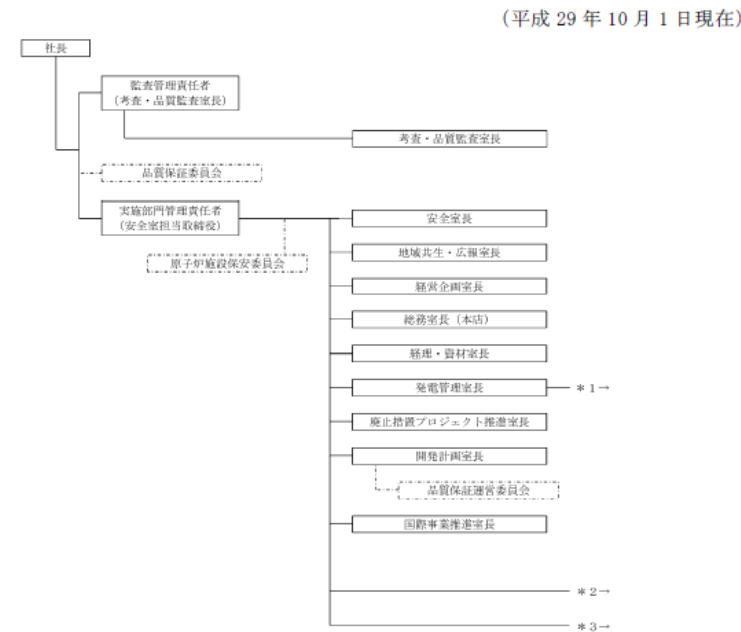 (平成 29 年 10 月 1 日現在)
社長
監査管理責任者
(考査・品質監査室長)
考査・品質監査室長
品質保証委員会
実施部門管理責任者
(安全室担当取締役)
安全室長
原子炉施設保安委員会
地域共生・広報室長
経営企画室長
総務室長(本店)
経理・資材室長
発電管理室長
＊1→
廃止措置プロジェクト推進室長
開発計画室長
品質保証運営委員会
国際事業推進室長
＊2→
＊3→